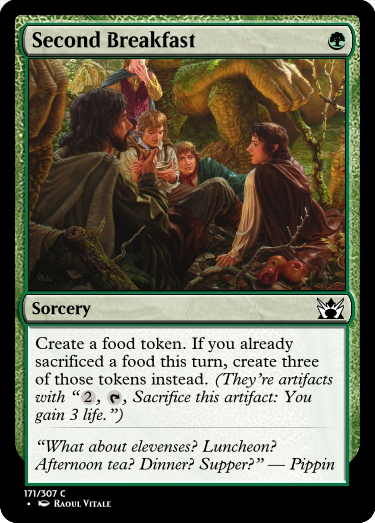 Second Breakfast
Sorcery
Create a food token. If you already
sacrificed a food this turn, create three
of those tokens instead. (They’re artifacts
with “2, , Sacrifice this artifact: You
gain 3 life.”)
“What about elevenses? Luncheon?
Afternoon tea? Dinner? Supper?” — Pippin
171/307 C
• Raoul Vitale